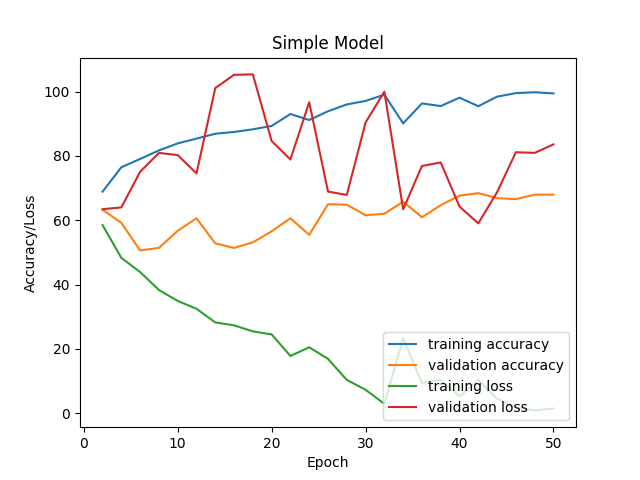 Simple Model
Accuracy/Loss
100
80
60
40
20
0
0 10 20 30 40 50
Epoch
training accuracy
validation accuracy
training loss
validation loss